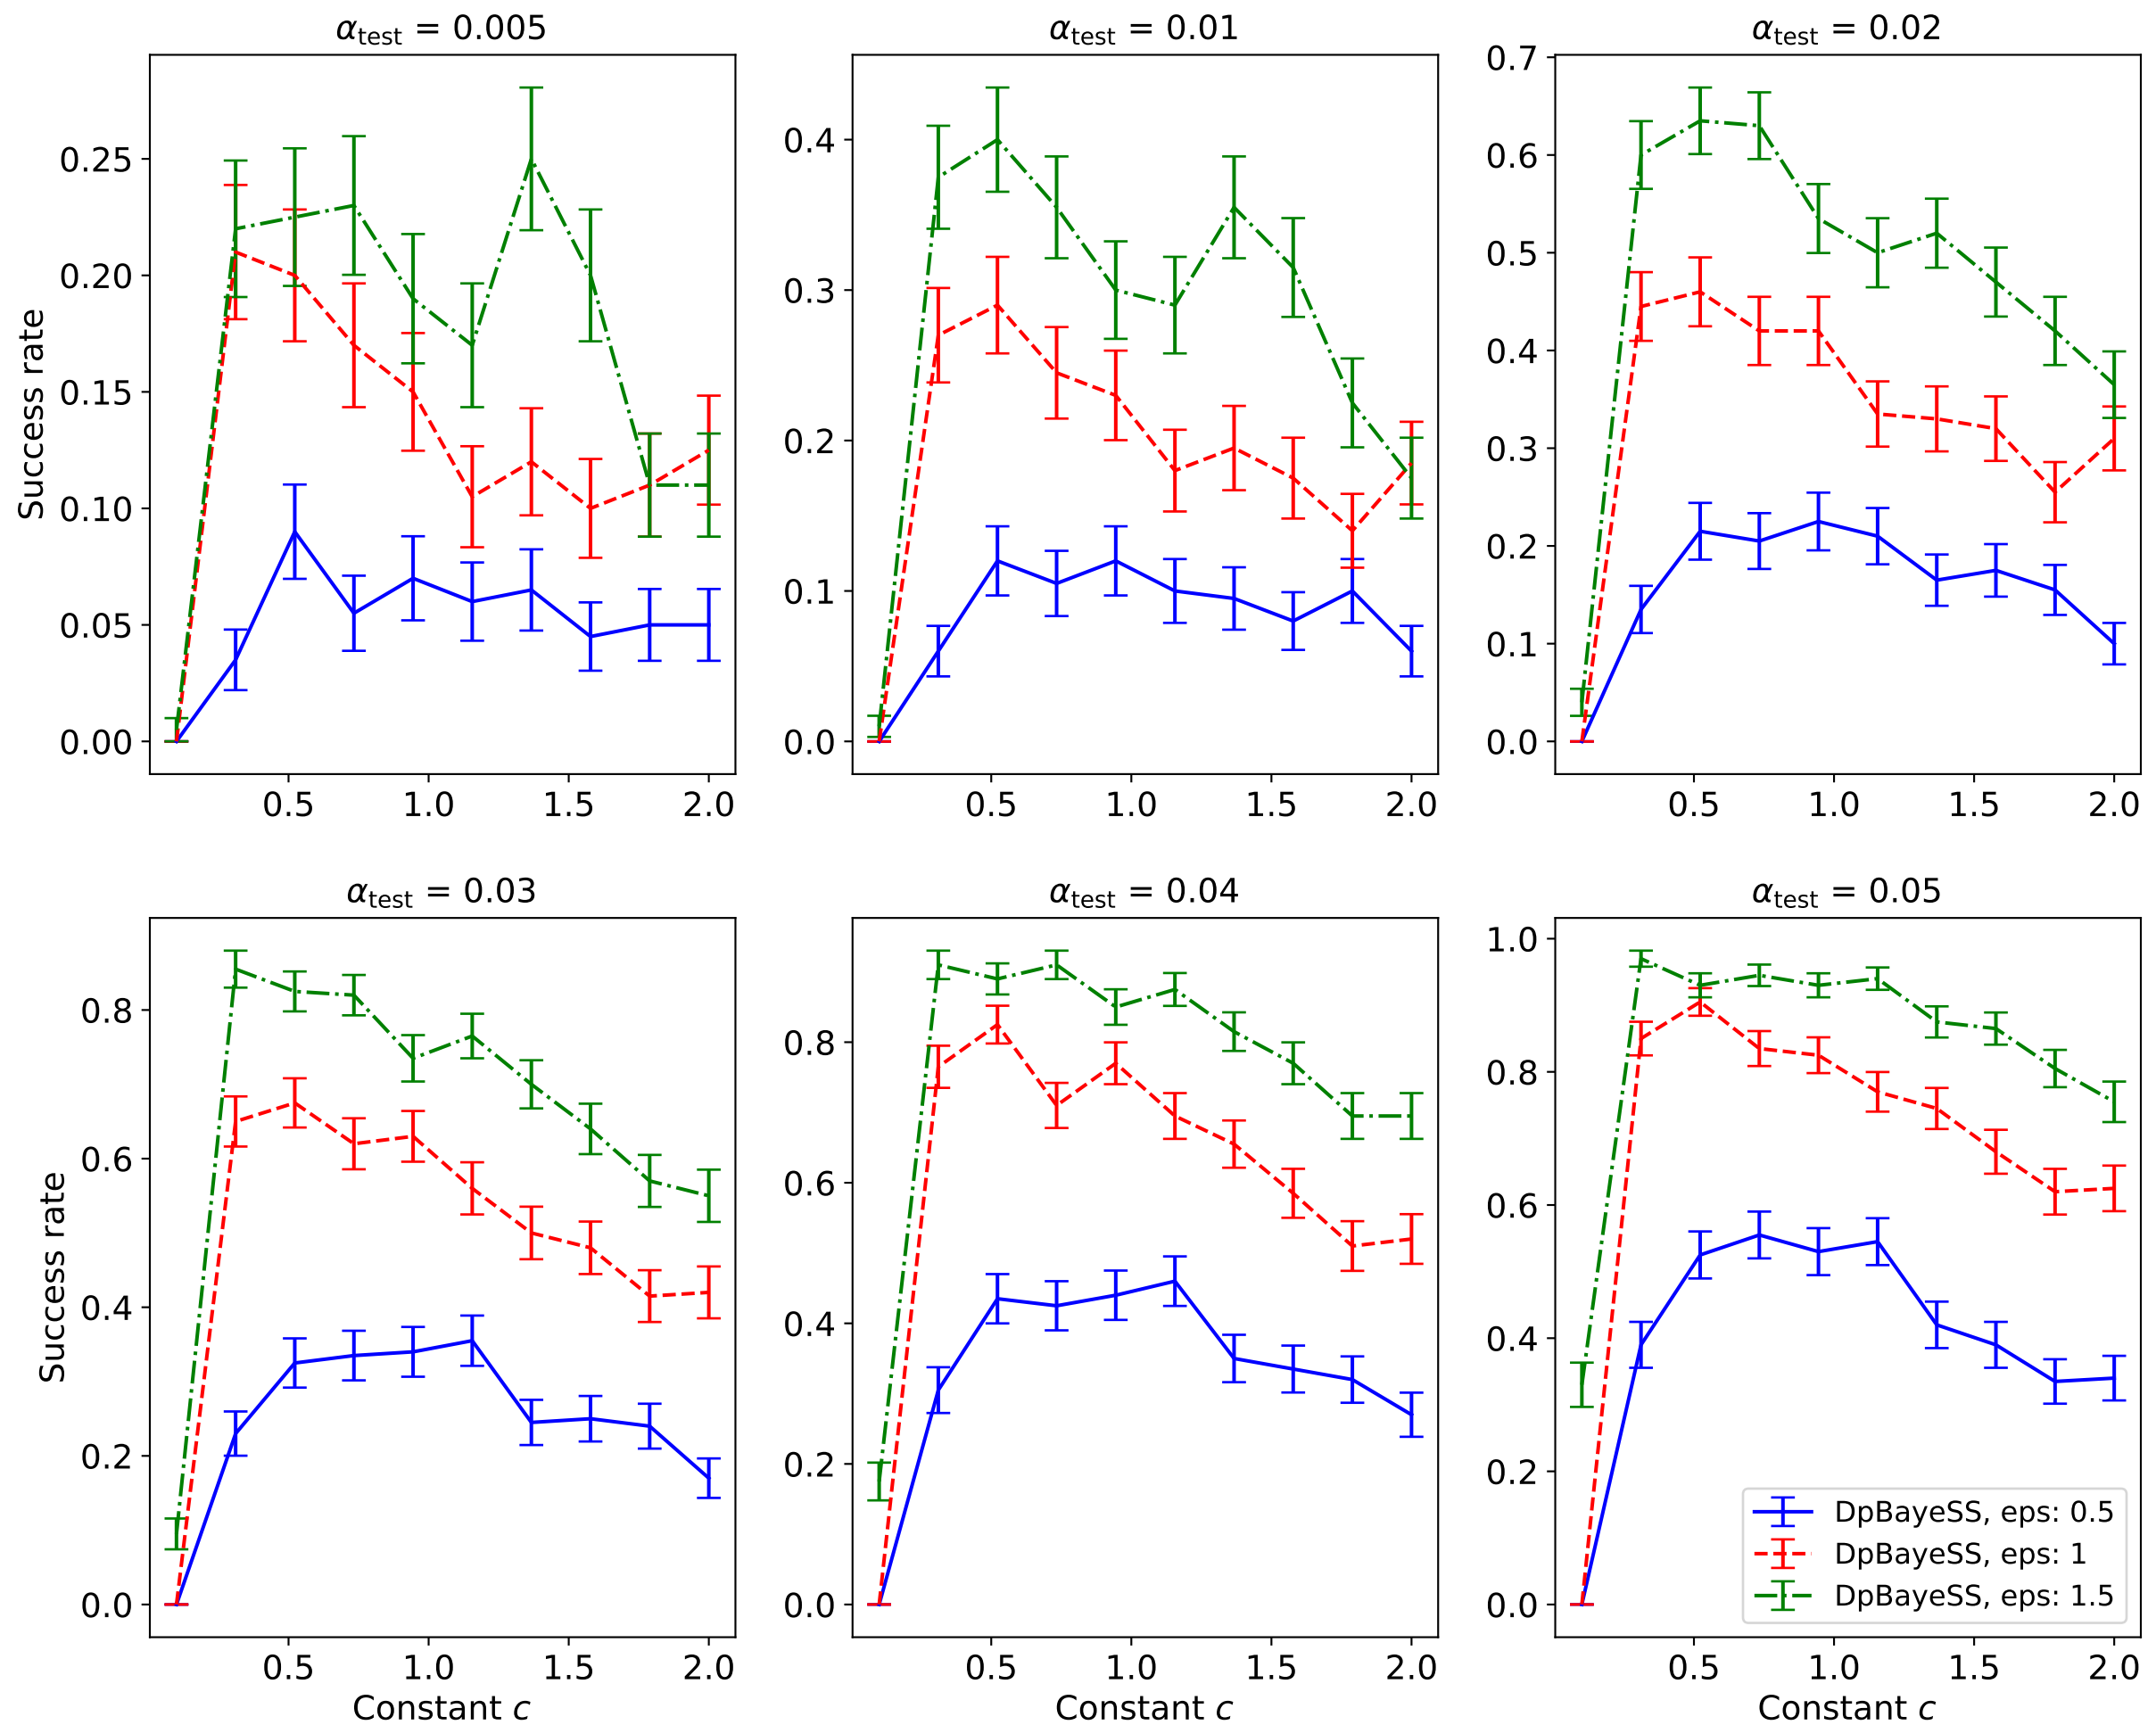 α_test = 0.005
Success rate
0.25
0.20
0.15
0.10
0.05
0.00
0.5 1.0 1.5 2.0
α_test = 0.01
0.4
0.3
0.2
0.1
0.0
0.5 1.0 1.5 2.0
α_test = 0.02
0.7
0.6
0.5
0.4
0.3
0.2
0.1
0.0
0.5 1.0 1.5 2.0
α_test = 0.03
Success rate
0.8
0.6
0.4
0.2
0.0
0.5 1.0 1.5 2.0
Constant c
α_test = 0.04
0.8
0.6
0.4
0.2
0.0
0.5 1.0 1.5 2.0
Constant c
α_test = 0.05
1.0
0.8
0.6
0.4
0.2
0.0
DpBayeSS, eps: 0.5
DpBayeSS, eps: 1
DpBayeSS, eps: 1.5
0.5 1.0 1.5 2.0
Constant c